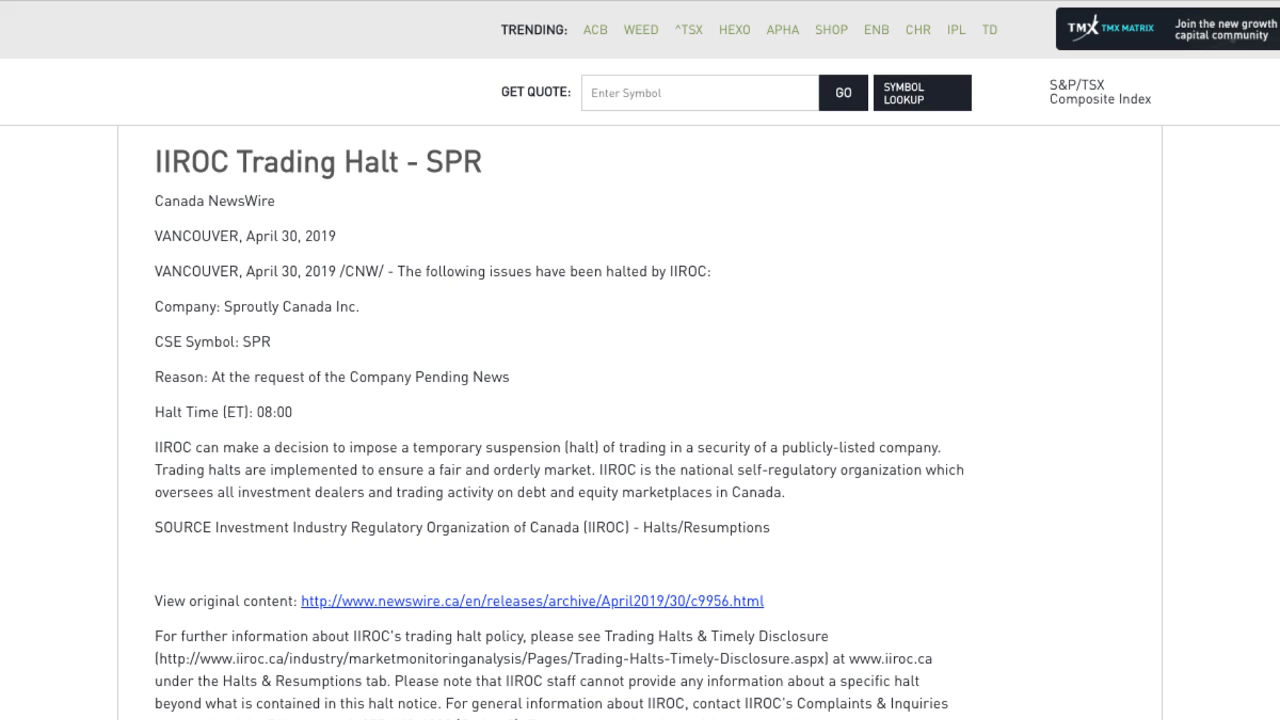 TRENDING: ACB WEED ^TSX HEXO APHA SHOP ENB CHR IPL TD
TMX TMX MATRIX
Join the new growth
capital community
GET QUOTE: Enter Symbol GO SYMBOL
LOOKUP
S&P/TSX
Composite Index
IIROC Trading Halt - SPR
Canada NewsWire
VANCOUVER, April 30, 2019
VANCOUVER, April 30, 2019 /CNW/ - The following issues have been halted by IIROC:
Company: Sproutly Canada Inc.
CSE Symbol: SPR
Reason: At the request of the Company Pending News
Halt Time (ET): 08:00
IIROC can make a decision to impose a temporary suspension (halt) of trading in a security of a publicly-listed company.
Trading halts are implemented to ensure a fair and orderly market. IIROC is the national self-regulatory organization which
oversees all investment dealers and trading activity on debt and equity marketplaces in Canada.
SOURCE Investment Industry Regulatory Organization of Canada (IIROC) - Halts/Resumptions
View original content: http://www.newswire.ca/en/releases/archive/April2019/30/c9956.html
For further information about IIROC's trading halt policy, please see Trading Halts & Timely Disclosure
(http://www.iiroc.ca/industry/marketmonitoringanalysis/Pages/Trading-Halts-Timely-Disclosure.aspx) at www.iiroc.ca
under the Halts & Resumptions tab. Please note that IIROC staff cannot provide any information about a specific halt
beyond what is contained in this halt notice. For general information about IIROC, contact IIROC's Complaints & Inquiries